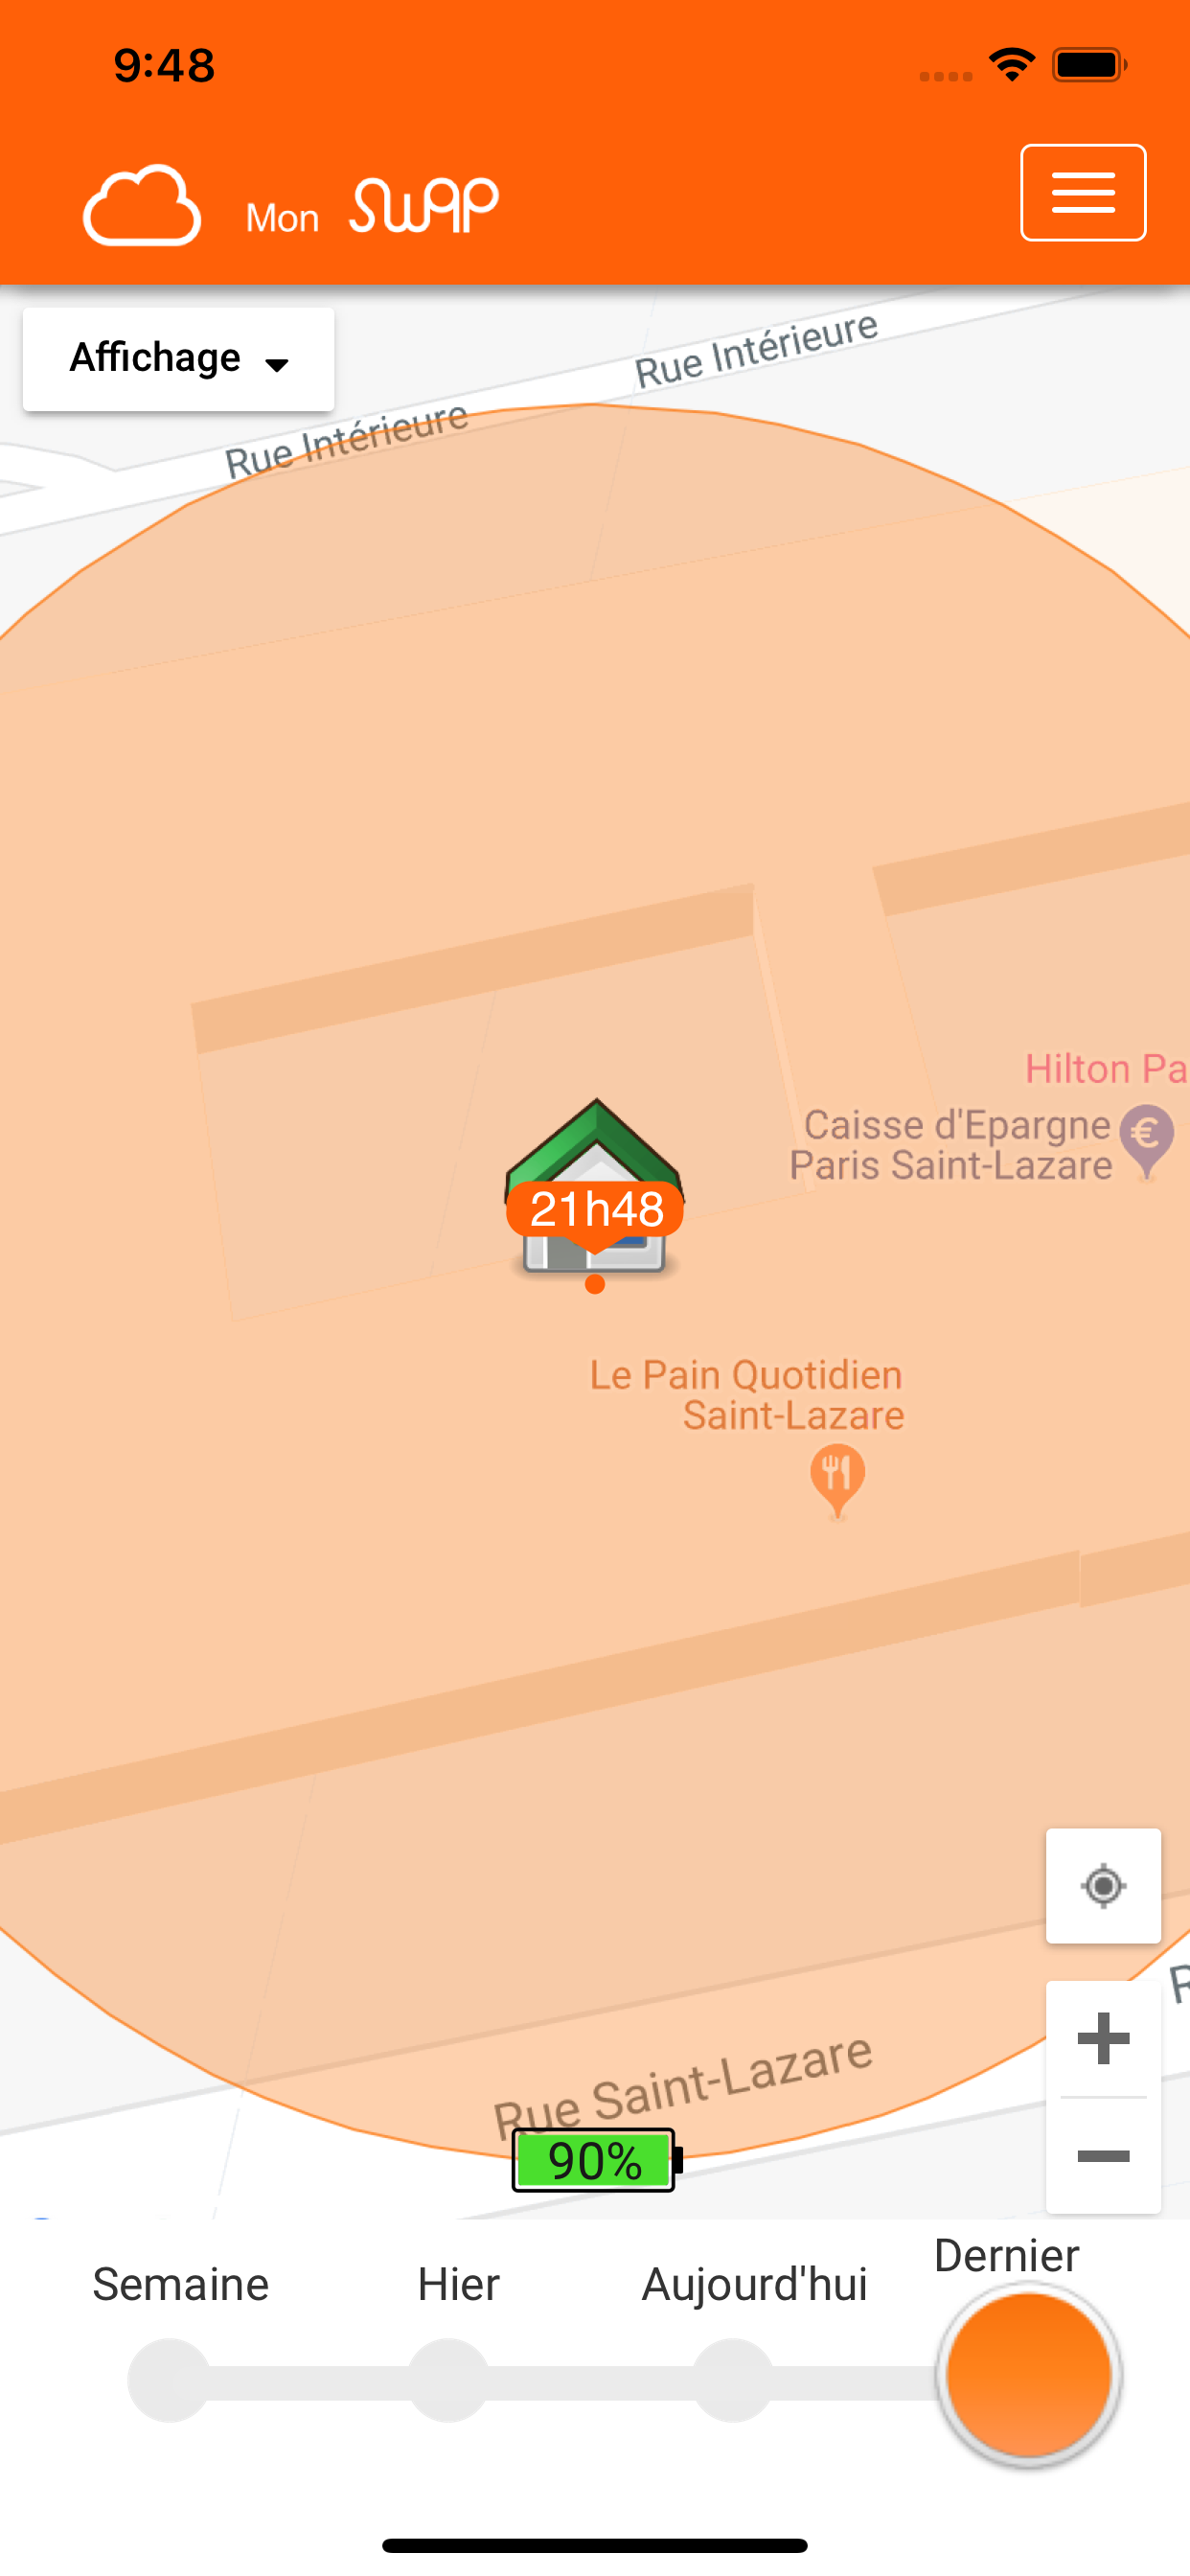 9:48
Mon swap
Affichage
Rue Intérieure
Rue Intérieure
Hilton Pa
Caisse d'Epargne
Paris Saint-Lazare
€
21h48
Le Pain Quotidien
Saint-Lazare
R
Rue Saint-Lazare
90%
Semaine
Hier
Aujourd'hui
Dernier